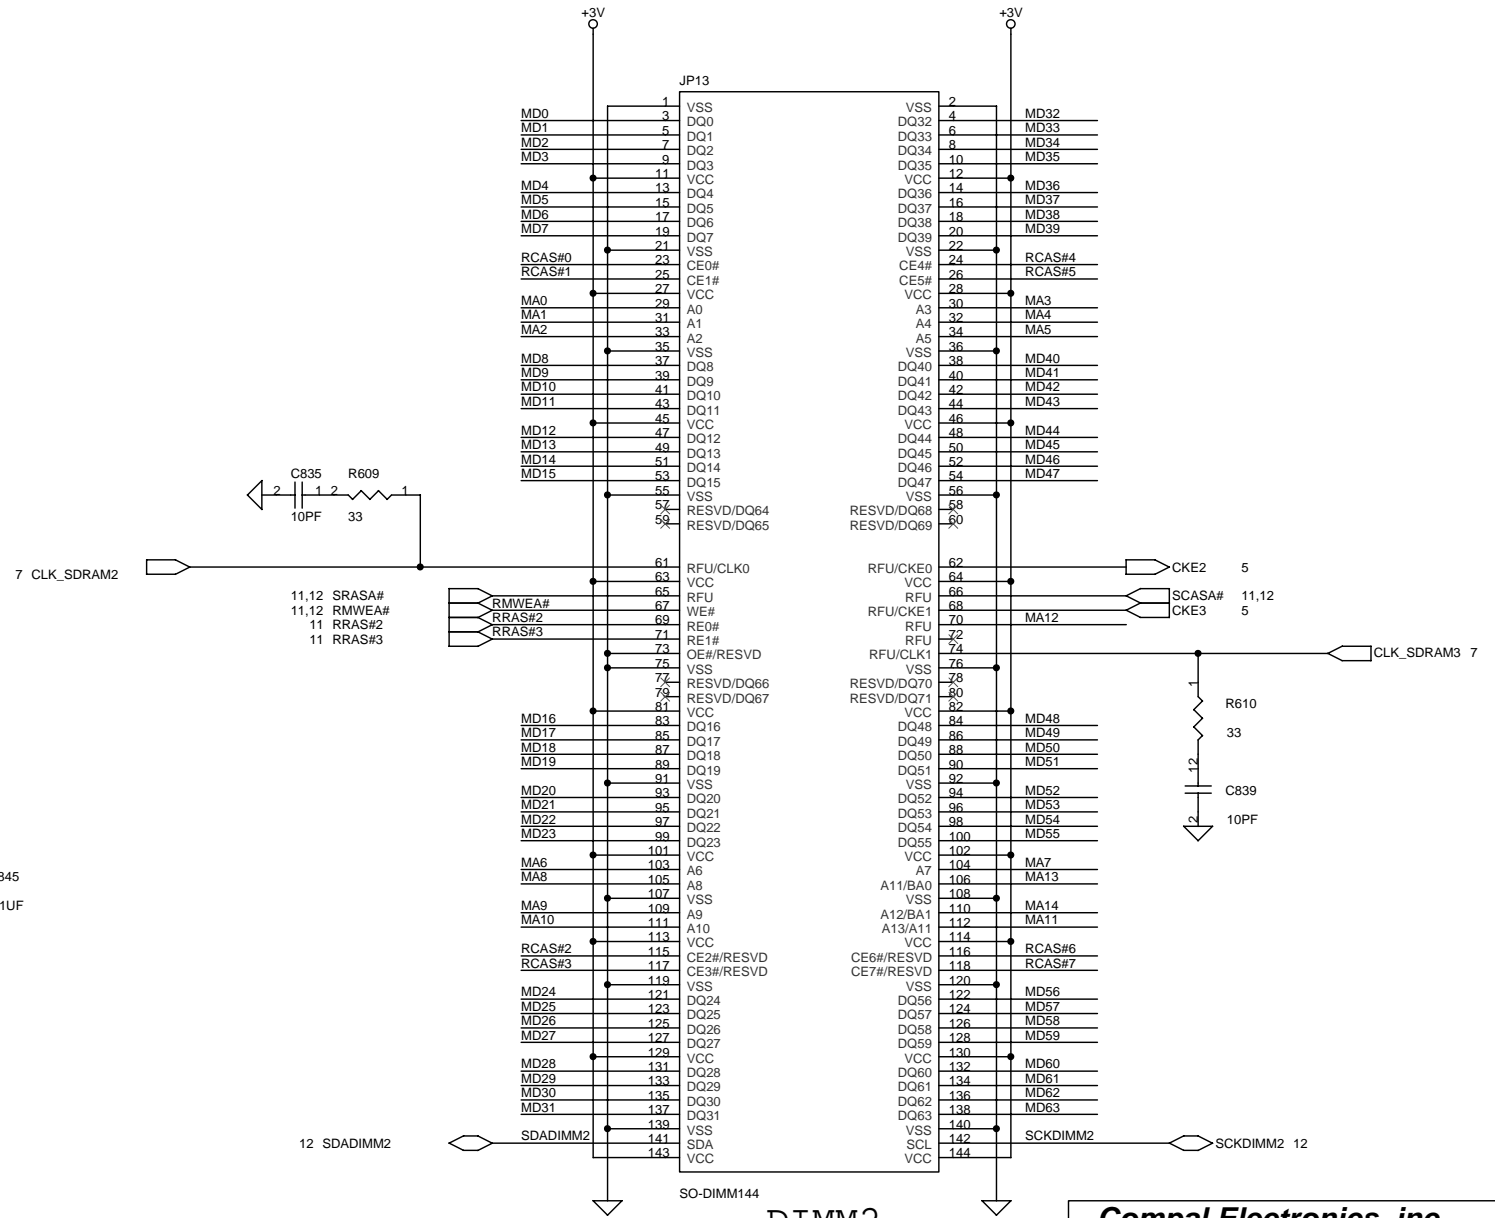 +3V +3V
JP13
1 VSS VSS 2
MD0 3 DQ0 DQ32 4 MD32
MD1 5 DQ1 DQ33 6 MD33
MD2 7 DQ2 DQ34 8 MD34
MD3 9 DQ3 DQ35 10 MD35
11 VCC VCC 12
MD4 13 DQ4 DQ36 14 MD36
MD5 15 DQ5 DQ37 16 MD37
MD6 17 DQ6 DQ38 18 MD38
MD7 19 DQ7 DQ39 20 MD39
21 VSS VSS 22
RCAS#0 23 CE0# CE4# 24 RCAS#4
RCAS#1 25 CE1# CE5# 26 RCAS#5
27 VCC VCC 28
MA0 29 A0 A3 30 MA3
MA1 31 A1 A4 32 MA4
MA2 33 A2 A5 34 MA5
35 VSS VSS 36
MD8 37 DQ8 DQ40 38 MD40
MD9 39 DQ9 DQ41 40 MD41
MD10 41 DQ10 DQ42 42 MD42
MD11 43 DQ11 DQ43 44 MD43
45 VCC VCC 46
MD12 47 DQ12 DQ44 48 MD44
MD13 49 DQ13 DQ45 50 MD45
MD14 51 DQ14 DQ46 52 MD46
MD15 53 DQ15 DQ47 54 MD47
C835 R609
2 1 2 1
10PF 33
55 VSS VSS 56
57 RESVD/DQ64 RESVD/DQ68 58
59 RESVD/DQ65 RESVD/DQ69 60
7 CLK_SDRAM2 61 RFU/CLK0 RFU/CKE0 62 CKE2 5
63 VCC VCC 64
11,12 SRASA# 65 RFU RFU 66 SCASA# 11,12
11,12 RMWEA# RMWEA# 67 WE# RFU/CKE1 68 CKE3 5
11 RRAS#2 RRAS#2 69 RE0# RFU 70 MA12
11 RRAS#3 RRAS#3 71 RE1# RFU 72
73 OE#/RESVD RFU/CLK1 74 CLK_SDRAM3 7
75 VSS VSS 76
77 RESVD/DQ66 RESVD/DQ70 78
79 RESVD/DQ67 RESVD/DQ71 80
81 VCC VCC 82
1 R610
33
12 C839
2 10PF
MD16 83 DQ16 DQ48 84 MD48
MD17 85 DQ17 DQ49 86 MD49
MD18 87 DQ18 DQ50 88 MD50
MD19 89 DQ19 DQ51 90 MD51
91 VSS VSS 92
MD20 93 DQ20 DQ52 94 MD52
MD21 95 DQ21 DQ53 96 MD53
MD22 97 DQ22 DQ54 98 MD54
MD23 99 DQ23 DQ55 100 MD55
101 VCC VCC 102
MA6 103 A6 A7 104 MA7
845
MA8 105 A8 A11/BA0 106 MA13
107 VSS VSS 108
1UF
MA9 109 A9 A12/BA1 110 MA14
MA10 111 A10 A13/A11 112 MA11
113 VCC VCC 114
RCAS#2 115 CE2#/RESVD CE6#/RESVD 116 RCAS#6
RCAS#3 117 CE3#/RESVD CE7#/RESVD 118 RCAS#7
119 VSS VSS 120
MD24 121 DQ24 DQ56 122 MD56
MD25 123 DQ25 DQ57 124 MD57
MD26 125 DQ26 DQ58 126 MD58
MD27 127 DQ27 DQ59 128 MD59
129 VCC VCC 130
MD28 131 DQ28 DQ60 132 MD60
MD29 133 DQ29 DQ61 134 MD61
MD30 135 DQ30 DQ62 136 MD62
MD31 137 DQ31 DQ63 138 MD63
139 VSS VSS 140
12 SDADIMM2 SDADIMM2 141 SDA SCL 142 SCKDIMM2 SCKDIMM2 12
143 VCC VCC 144
SO-DIMM144
DIMM2
Compal Electronics, inc